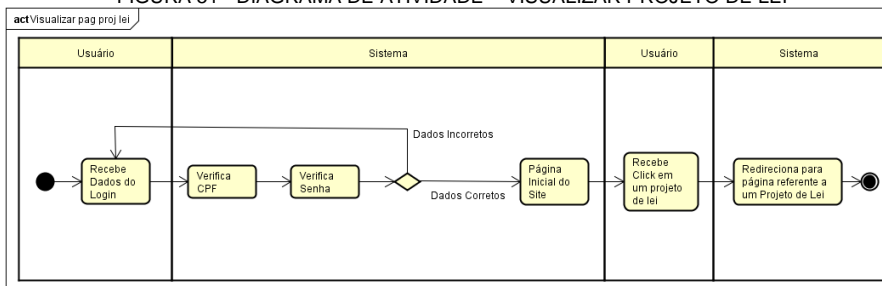 act Visualizar pag proj lei
Usuário
Sistema
Usuário
Sistema
Dados Incorretos
Recebe
Dados do
Login
Verifica
CPF
Verifica
Senha
Dados Corretos
Página
Inicial do
Site
Recebe
Click em
um projeto
de lei
Redireciona para
página referente a
um Projeto de Lei